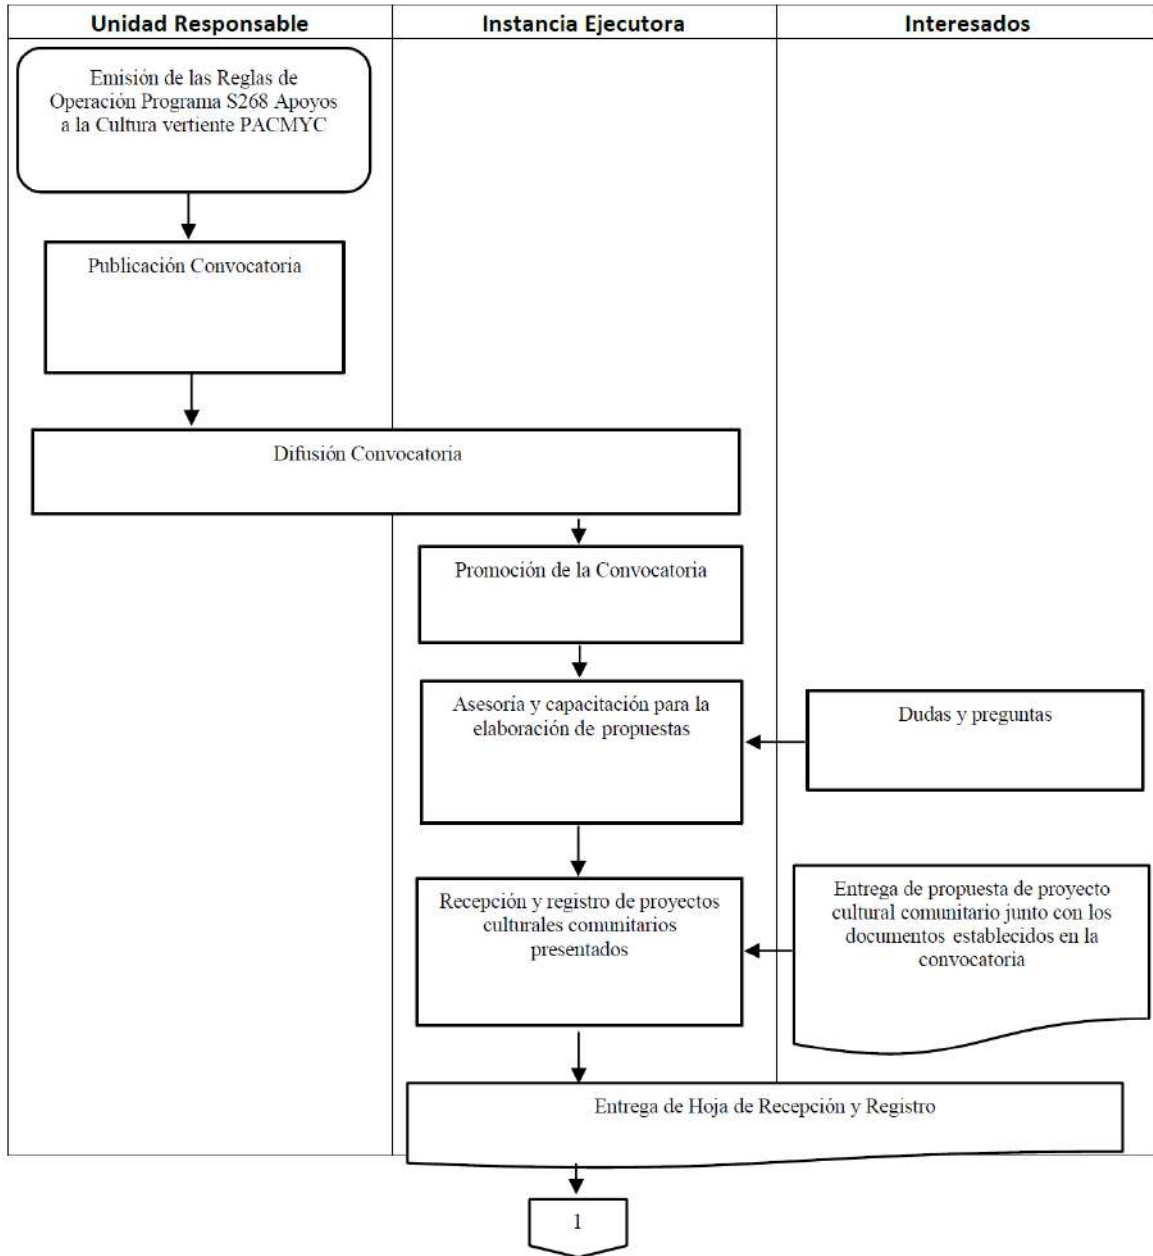 Unidad Responsable
Instancia Ejecutora
Interesados
Emisión de las Reglas de
Operación Programa S268 Apoyos
a la Cultura vertiente PACMYC
Publicación Convocatoria
Difusión Convocatoria
Promoción de la Convocatoria
Asesoría y capacitación para la
elaboración de propuestas
Dudas y preguntas
Recepción y registro de proyectos
culturales comunitarios
presentados
Entrega de propuesta de proyecto
cultural comunitario junto con los
documentos establecidos en la
convocatoria
Entrega de Hoja de Recepción y Registro
1